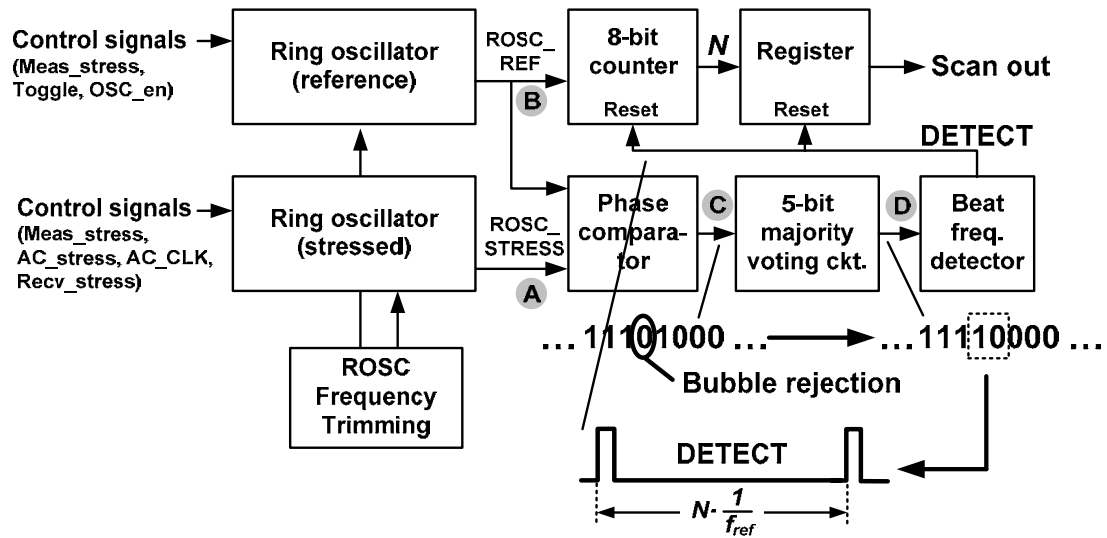 Control signals
(Meas_stress,
Toggle, OSC_en)
Ring oscillator
(reference)
ROSC_
REF
B
8-bit
counter
Reset
N
Register
Reset
Scan out
DETECT
Control signals
(Meas_stress,
AC_stress, AC_CLK,
Recv_stress)
Ring oscillator
(stressed)
ROSC_
STRESS
A
Phase
compara-
tor
C
5-bit
majority
voting ckt.
D
Beat
freq.
detector
... 11101000 ...
... 11110000 ...
Bubble rejection
ROSC
Frequency
Trimming
DETECT
N· 1/f_ref